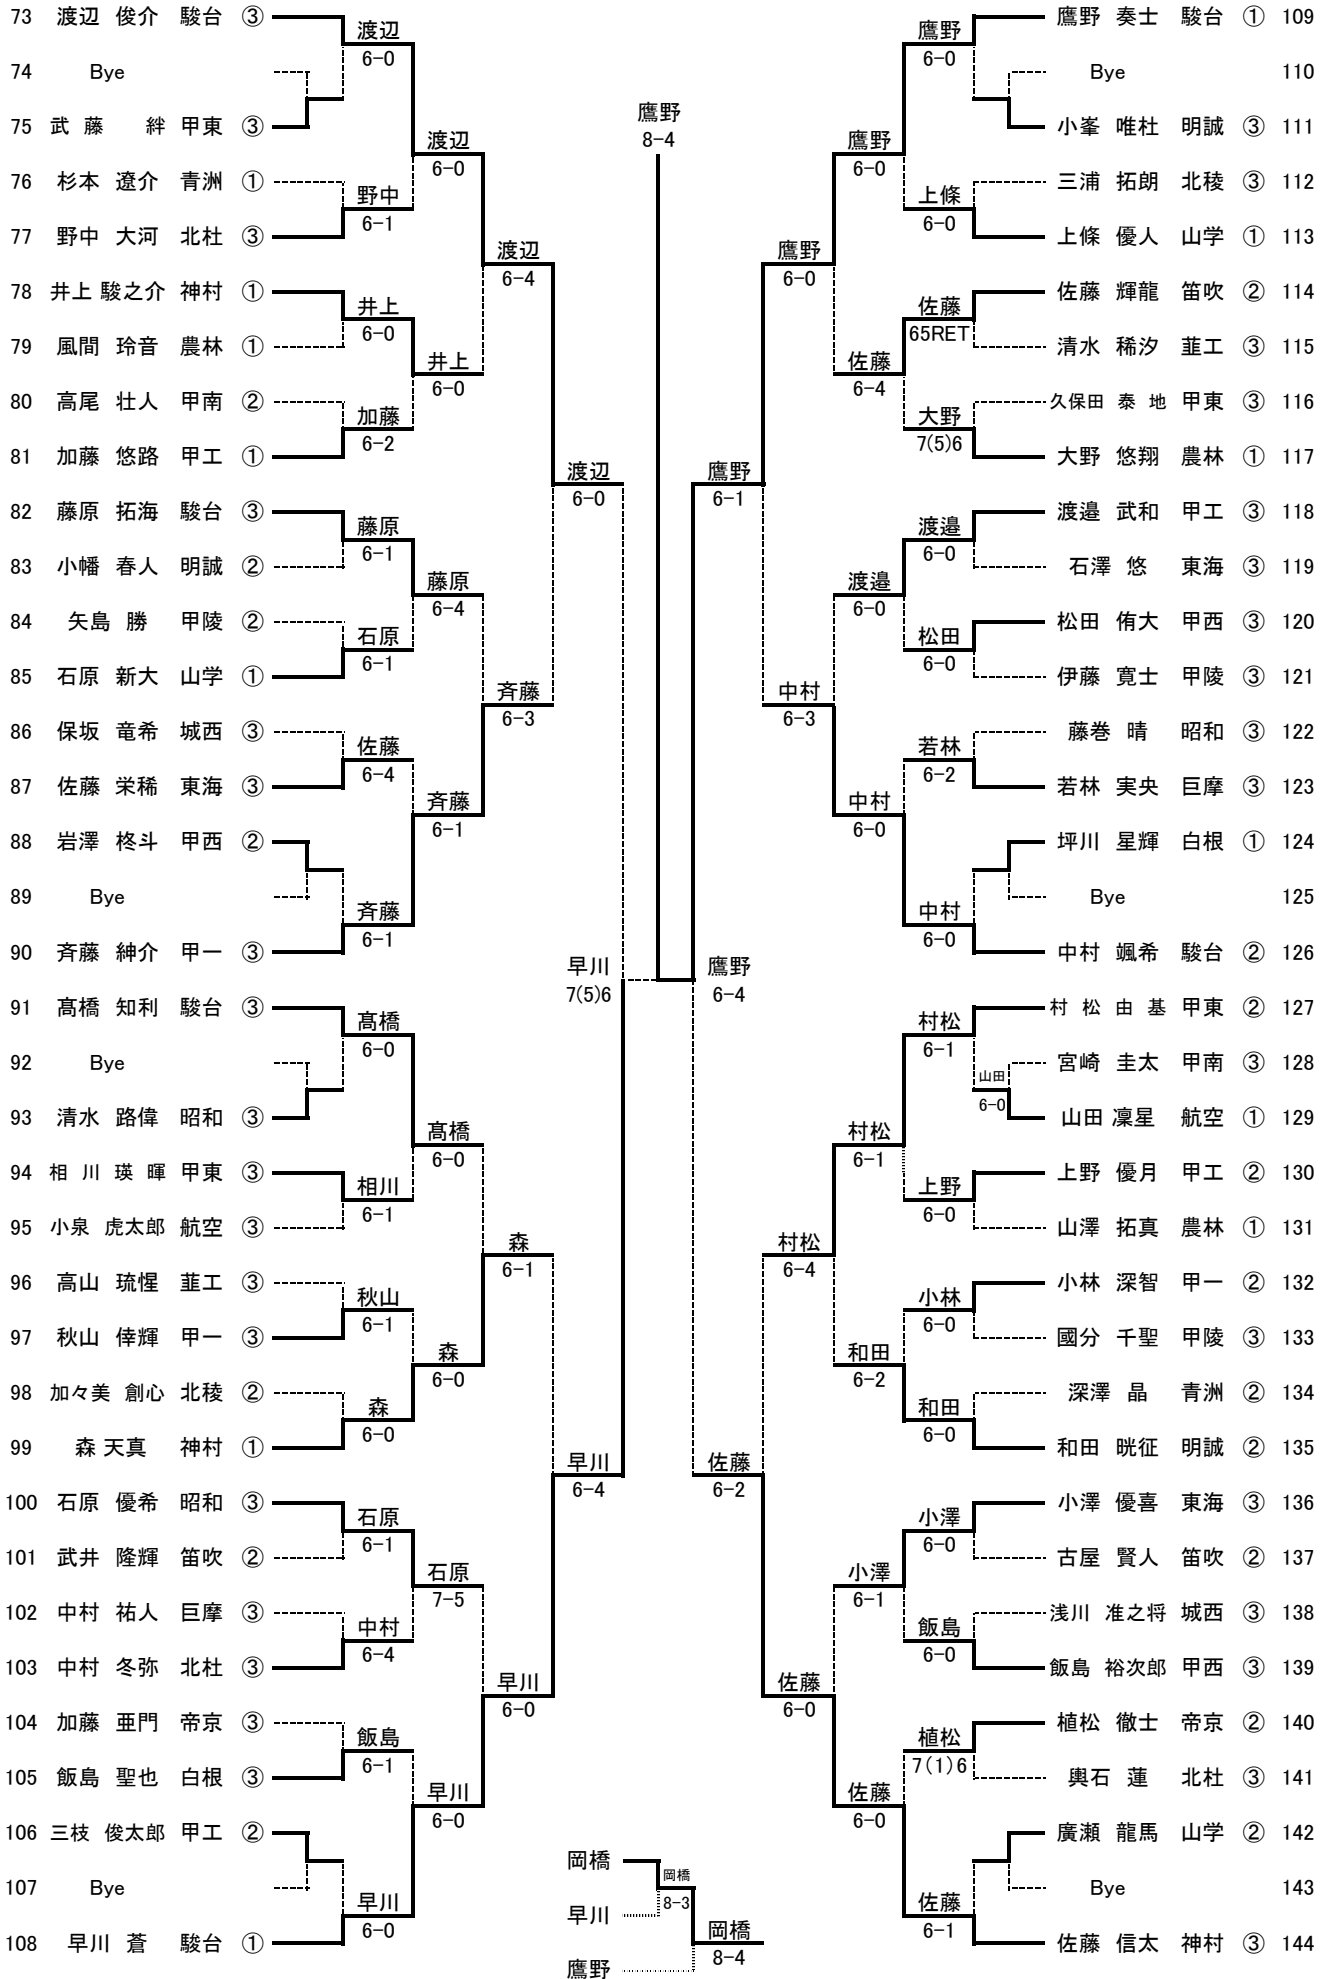 73 渡辺 俊介 駿台 ③
74 Bye
75 武藤 絆 甲東 ③
76 杉本 遼介 青洲 ①
77 野中 大河 北杜 ③
78 井上 駿之介 神村 ①
79 風間 玲音 農林 ①
80 高尾 壮人 甲南 ②
81 加藤 悠路 甲工 ①
82 藤原 拓海 駿台 ③
83 小幡 春人 明誠 ②
84 矢島 勝 甲陵 ②
85 石原 新大 山学 ①
86 保坂 竜希 城西 ③
87 佐藤 栄稀 東海 ③
88 岩澤 柊斗 甲西 ②
89 Bye
90 斉藤 紳介 甲一 ③
91 髙橋 知利 駿台 ③
92 Bye
93 清水 路偉 昭和 ③
94 相川 瑛暉 甲東 ③
95 小泉 虎太郎 航空 ③
96 高山 琉惺 韮工 ③
97 秋山 倖輝 甲一 ③
98 加々美 創心 北稜 ②
99 森 天真 神村 ①
100 石原 優希 昭和 ③
101 武井 隆輝 笛吹 ②
102 中村 祐人 巨摩 ③
103 中村 冬弥 北杜 ③
104 加藤 亜門 帝京 ③
105 飯島 聖也 白根 ③
106 三枝 俊太郎 甲工 ②
107 Bye
108 早川 蒼 駿台 ①
渡辺
6-0
野中
6-1
井上
6-0
加藤
6-2
藤原
6-1
石原
6-1
佐藤
6-4
斉藤
6-1
髙橋
6-0
相川
6-1
秋山
6-1
森
6-0
石原
6-1
中村
6-4
飯島
6-1
早川
6-0
渡辺
6-0
井上
6-0
藤原
6-4
斉藤
6-1
髙橋
6-0
森
6-0
石原
7-5
早川
6-0
渡辺
6-4
斉藤
6-3
森
6-1
早川
6-0
渡辺
6-0
早川
6-4
早川
7(5)6
鷹野
8-4
鷹野
6-4
鷹野
6-1
佐藤
6-2
鷹野
6-0
中村
6-3
村松
6-4
佐藤
6-0
鷹野
6-0
佐藤
6-4
渡邉
6-0
中村
6-0
村松
6-1
和田
6-2
小澤
6-1
佐藤
6-0
鷹野
6-0
上條
6-0
佐藤
65RET
大野
7(5)6
渡邉
6-0
松田
6-0
若林
6-2
中村
6-0
村松
6-1
山田
6-0
上野
6-0
小林
6-0
和田
6-0
小澤
6-0
飯島
6-0
植松
7(1)6
佐藤
6-1
鷹野 奏士 駿台 ① 109
Bye 110
小峯 唯杜 明誠 ③ 111
三浦 拓朗 北稜 ③ 112
上條 優人 山学 ① 113
佐藤 輝龍 笛吹 ② 114
清水 稀汐 韮工 ③ 115
久保田 泰地 甲東 ③ 116
大野 悠翔 農林 ① 117
渡邉 武和 甲工 ③ 118
石澤 悠 東海 ③ 119
松田 侑大 甲西 ③ 120
伊藤 寛士 甲陵 ③ 121
藤巻 晴 昭和 ③ 122
若林 実央 巨摩 ③ 123
坪川 星輝 白根 ① 124
Bye 125
中村 颯希 駿台 ② 126
村松 由基 甲東 ② 127
宮崎 圭太 甲南 ③ 128
山田 凜星 航空 ① 129
上野 優月 甲工 ② 130
山澤 拓真 農林 ① 131
小林 深智 甲一 ② 132
國分 千聖 甲陵 ③ 133
深澤 晶 青洲 ② 134
和田 晄征 明誠 ② 135
小澤 優喜 東海 ③ 136
古屋 賢人 笛吹 ② 137
浅川 准之将 城西 ③ 138
飯島 裕次郎 甲西 ③ 139
植松 徹士 帝京 ② 140
輿石 蓮 北杜 ③ 141
廣瀬 龍馬 山学 ② 142
Bye 143
佐藤 信太 神村 ③ 144
岡橋
早川
鷹野
岡橋
8-3
岡橋
8-4